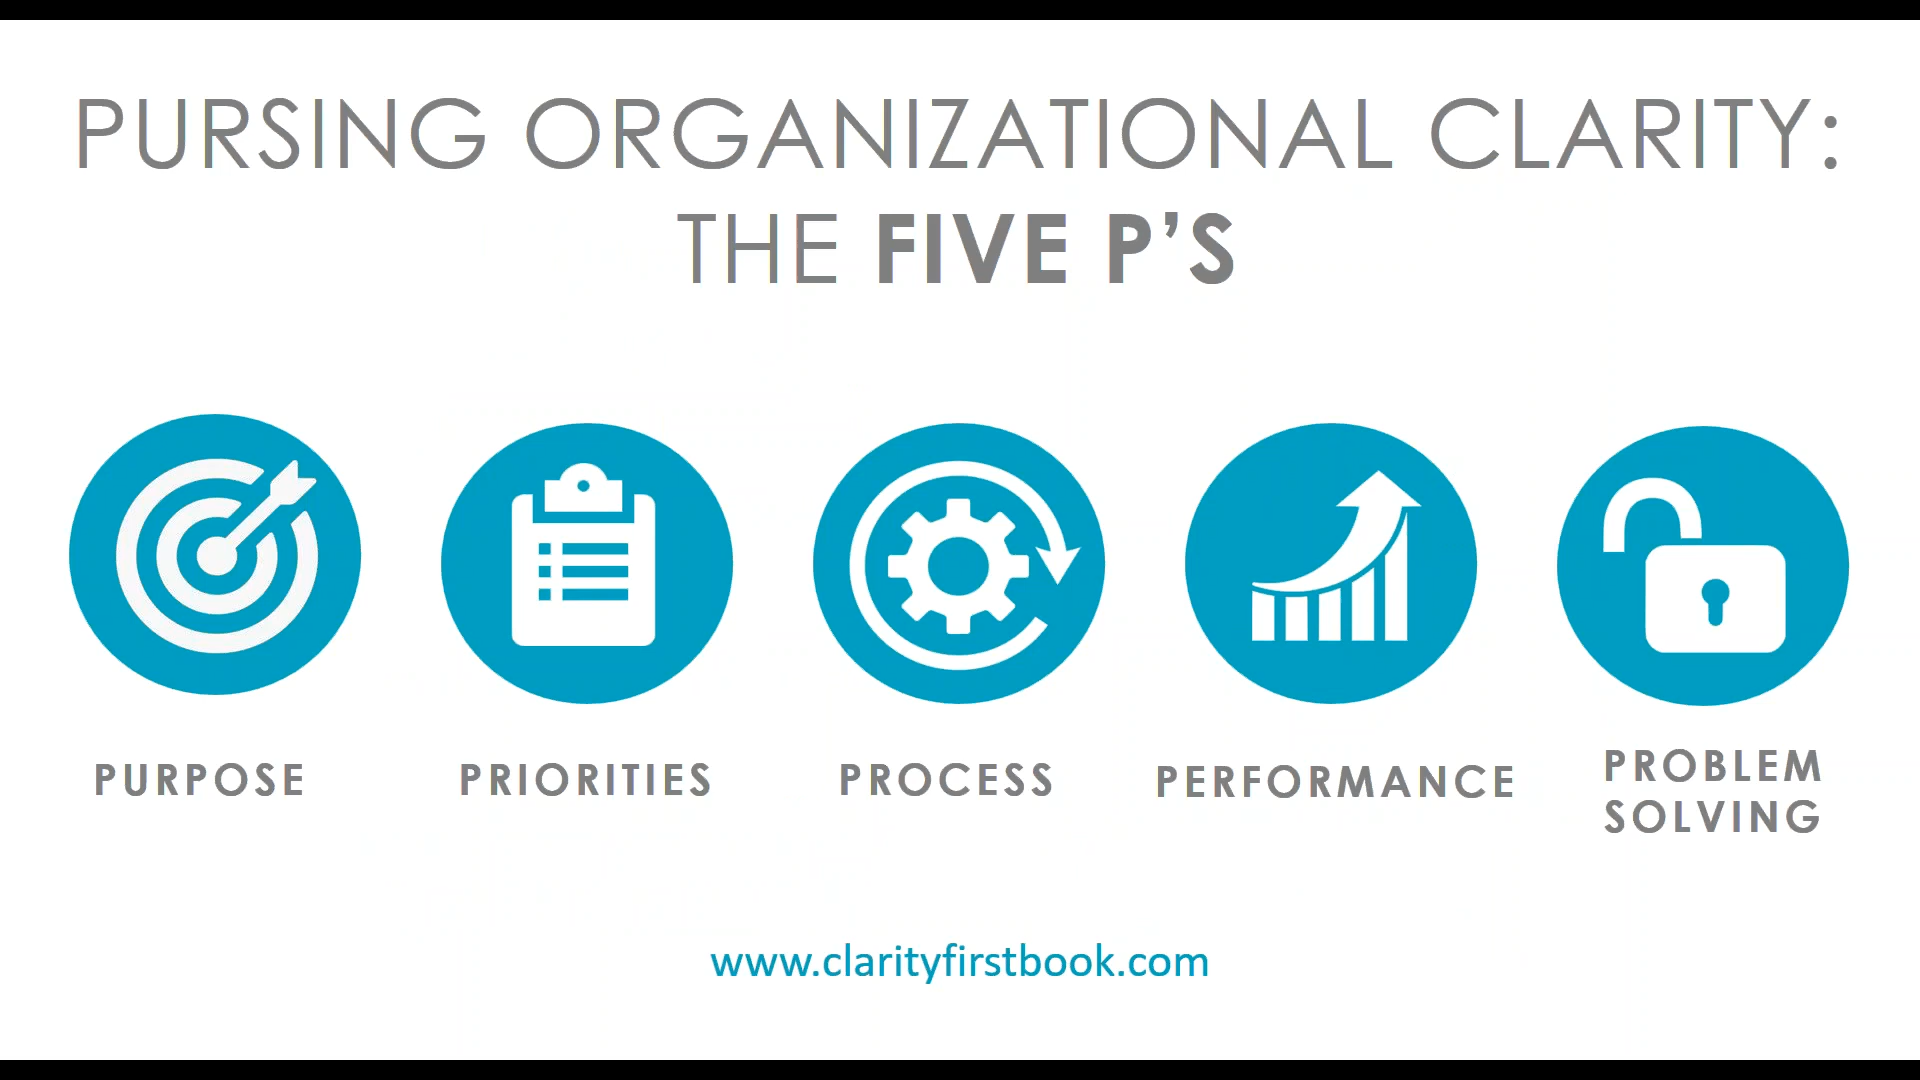 PURSING ORGANIZATIONAL CLARITY:
THE FIVE P’S
PURPOSE
PRIORITIES
PROCESS
PERFORMANCE
PROBLEM
SOLVING
www.clarityfirstbook.com